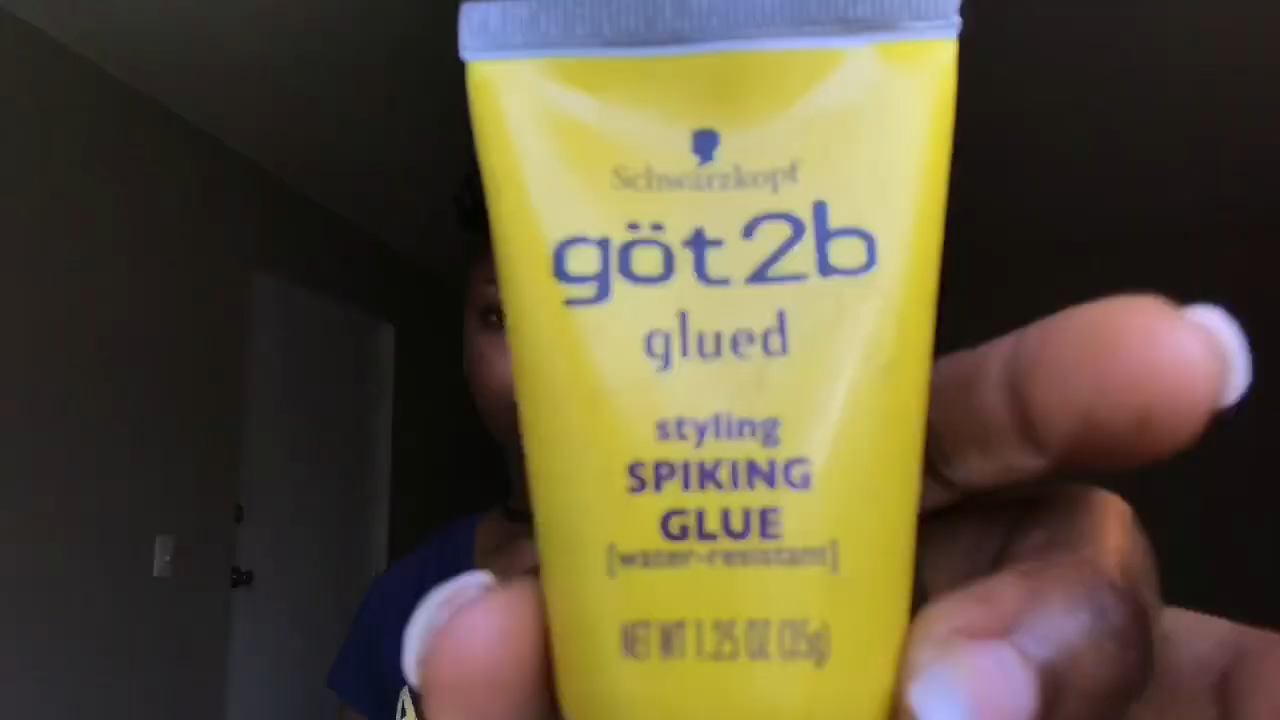 Schwarzkopf
göt2b
glued
styling
SPIKING
GLUE
[water-resistant]
NET WT 1.25 OZ (35g)